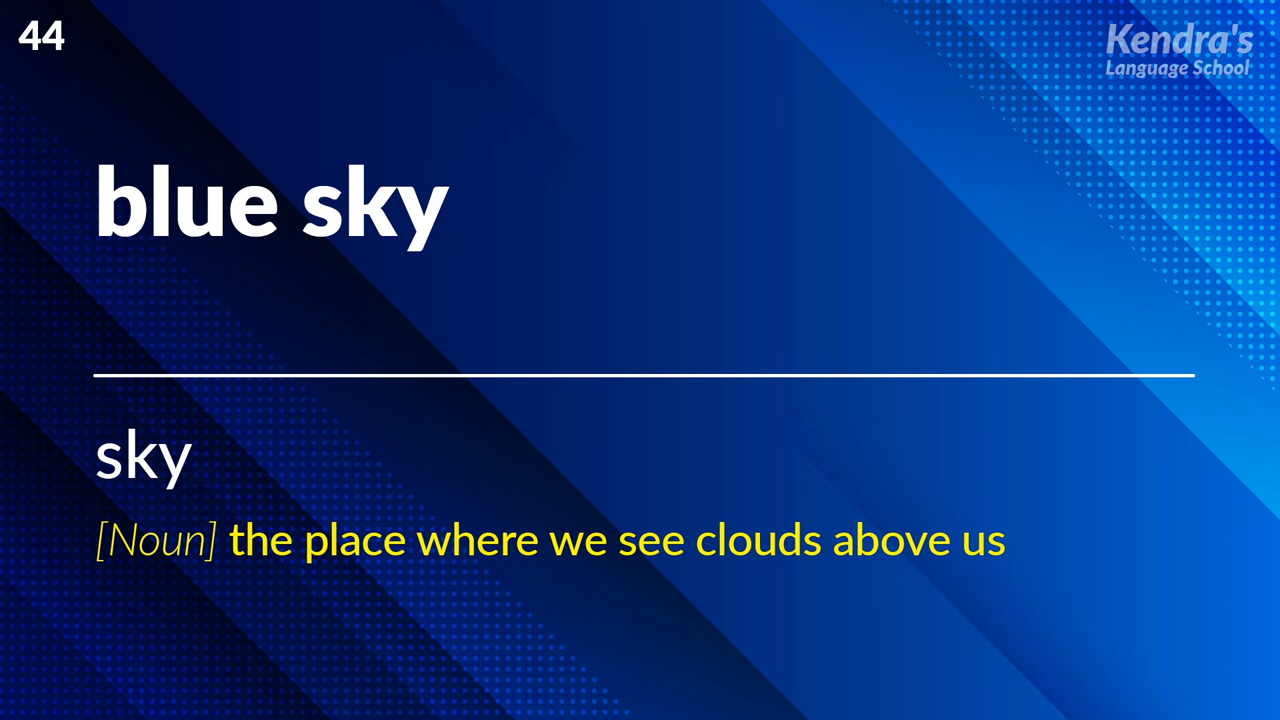 44
Kendra's
Language School
blue sky
sky
[Noun] the place where we see clouds above us